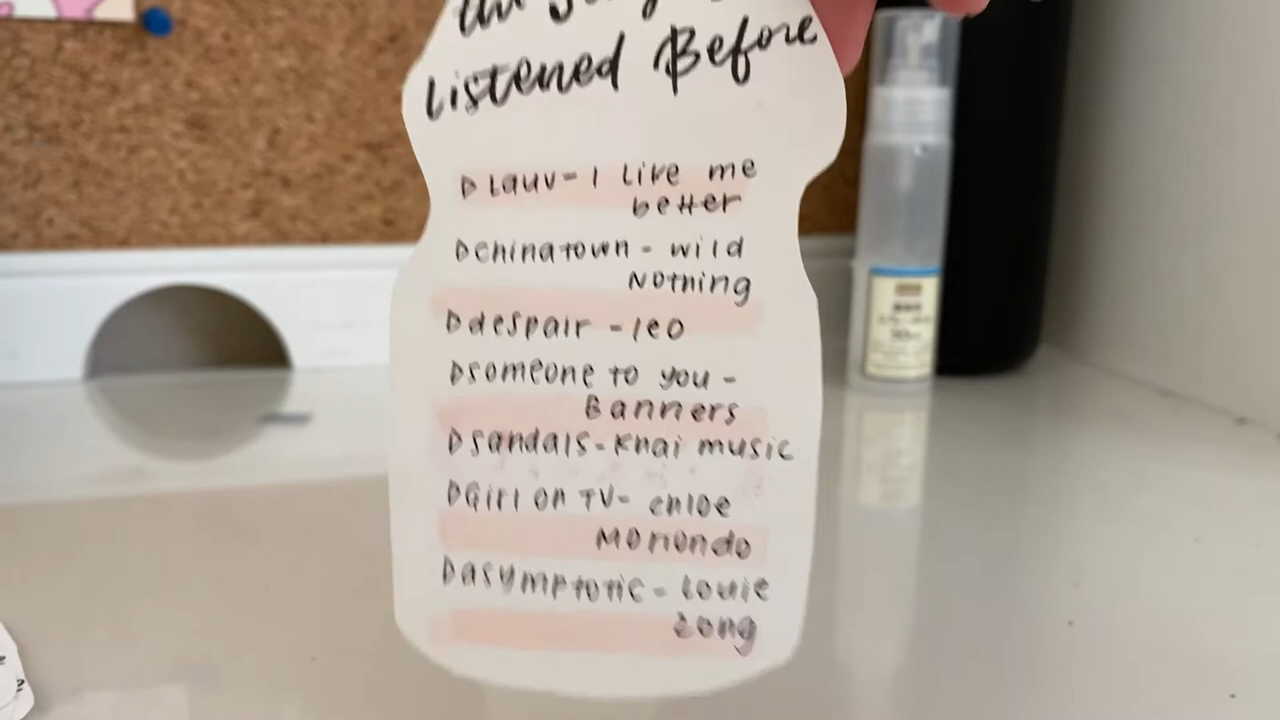 Listened Before
Lauv - I like me
better
chinatown - wild
Nothing
despair - leo
someone to you -
Banners
sandals - Khai music
Girl on TV - chloe
Moriondo
asymptotic - Louie
Zong